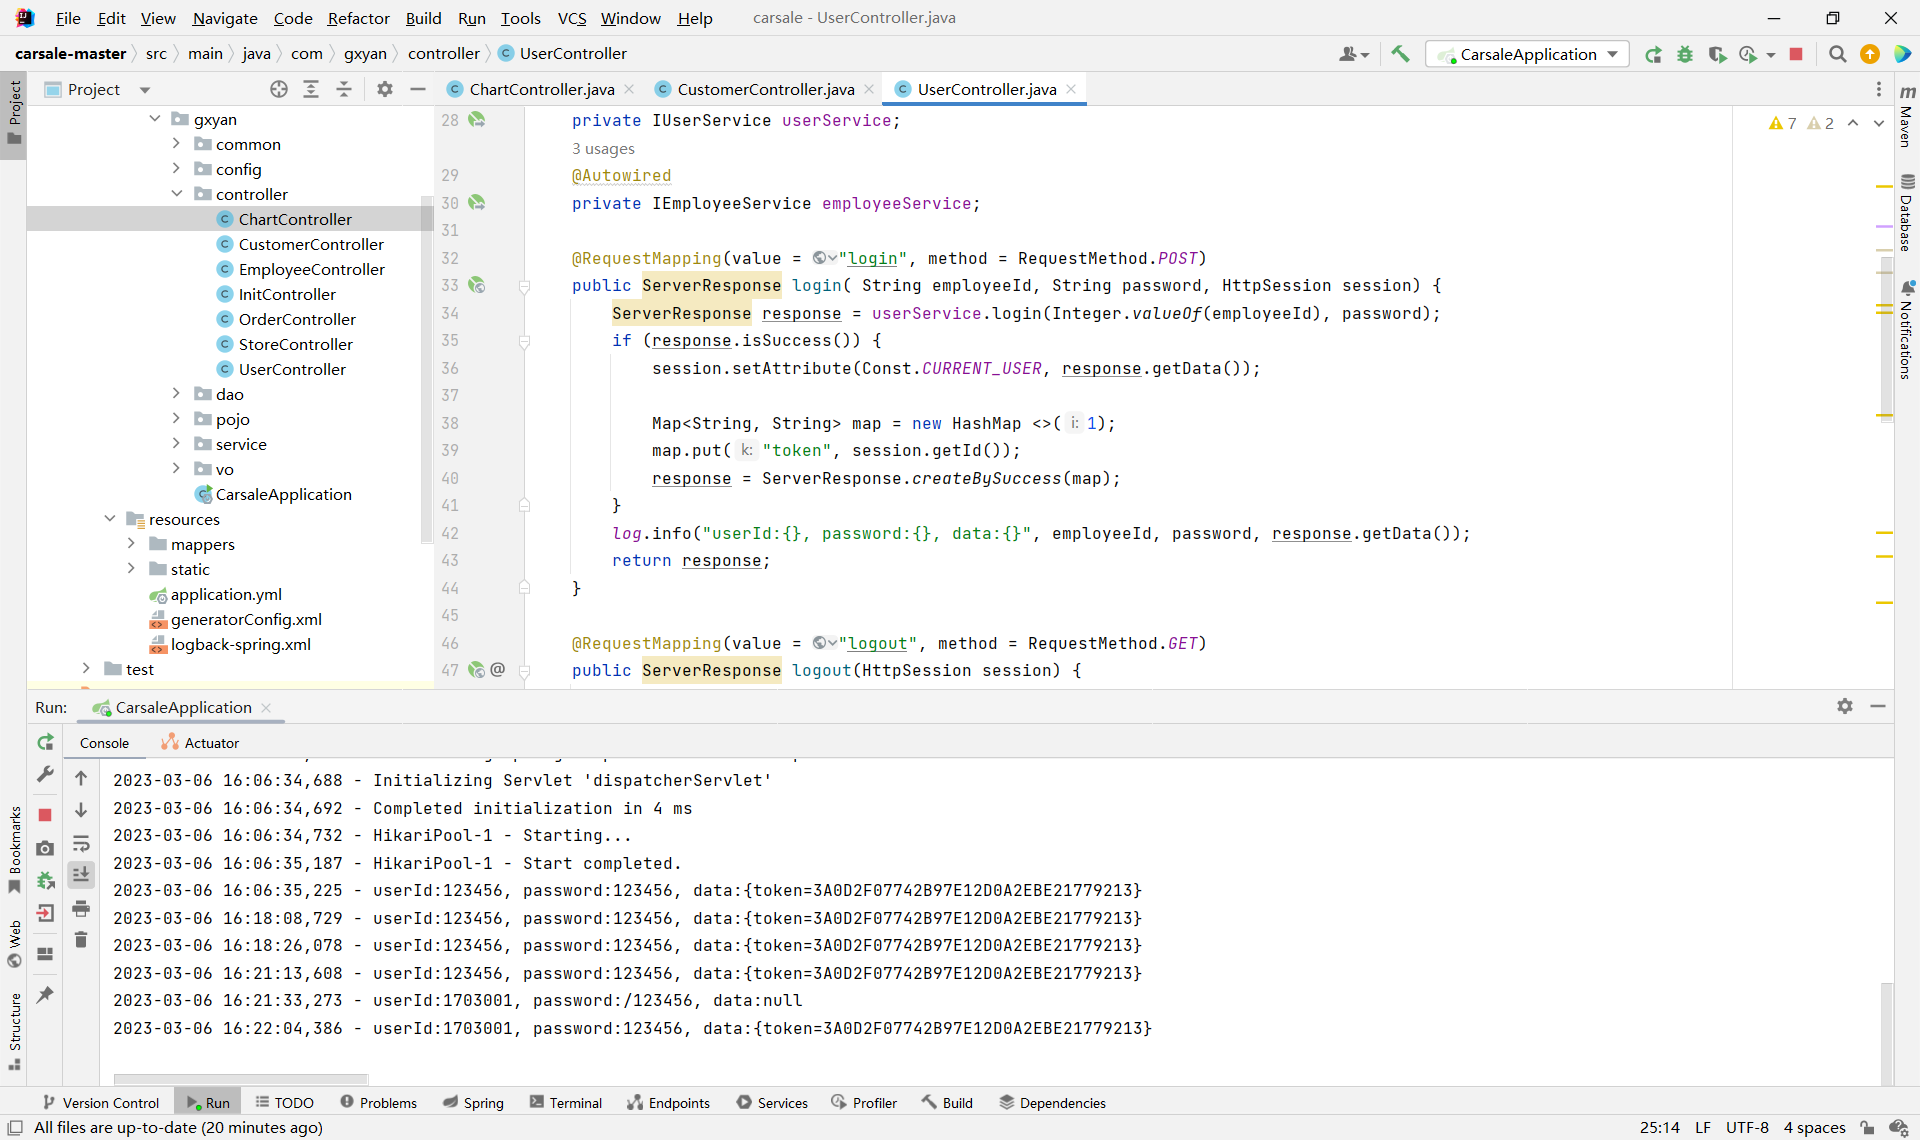 File Edit View Navigate Code Refactor Build Run Tools VCS Window Help carsale - UserController.java
carsale-master src main java com gxyan controller UserController CarsaleApplication
Project ChartController.java CustomerController.java UserController.java
Project
Maven
Database
Notifications
Bookmarks
Web
Structure
gxyan
common
config
controller
ChartController
CustomerController
EmployeeController
InitController
OrderController
StoreController
UserController
dao
pojo
service
vo
CarsaleApplication
resources
mappers
static
application.yml
generatorConfig.xml
logback-spring.xml
test
7 2
28 private IUserService userService;
3 usages
29 @Autowired
30 private IEmployeeService employeeService;
31
32 @RequestMapping(value = "login", method = RequestMethod.POST)
33 public ServerResponse login( String employeeId, String password, HttpSession session) {
34 ServerResponse response = userService.login(Integer.valueOf(employeeId), password);
35 if (response.isSuccess()) {
36 session.setAttribute(Const.CURRENT_USER, response.getData());
37
38 Map<String, String> map = new HashMap <>( i: 1);
39 map.put( k: "token", session.getId());
40 response = ServerResponse.createBySuccess(map);
41 }
42 log.info("userId:{}, password:{}, data:{}", employeeId, password, response.getData());
43 return response;
44 }
45
46 @RequestMapping(value = "logout", method = RequestMethod.GET)
47 @ public ServerResponse logout(HttpSession session) {
Run: CarsaleApplication
Console Actuator
2023-03-06 16:06:34,688 - Initializing Servlet 'dispatcherServlet'
2023-03-06 16:06:34,692 - Completed initialization in 4 ms
2023-03-06 16:06:34,732 - HikariPool-1 - Starting...
2023-03-06 16:06:35,187 - HikariPool-1 - Start completed.
2023-03-06 16:06:35,225 - userId:123456, password:123456, data:{token=3A0D2F07742B97E12D0A2EBE21779213}
2023-03-06 16:18:08,729 - userId:123456, password:123456, data:{token=3A0D2F07742B97E12D0A2EBE21779213}
2023-03-06 16:18:26,078 - userId:123456, password:123456, data:{token=3A0D2F07742B97E12D0A2EBE21779213}
2023-03-06 16:21:13,608 - userId:123456, password:123456, data:{token=3A0D2F07742B97E12D0A2EBE21779213}
2023-03-06 16:21:33,273 - userId:1703001, password:/123456, data:null
2023-03-06 16:22:04,386 - userId:1703001, password:123456, data:{token=3A0D2F07742B97E12D0A2EBE21779213}
Version Control Run TODO Problems Spring Terminal Endpoints Services Profiler Build Dependencies
All files are up-to-date (20 minutes ago) 25:14 LF UTF-8 4 spaces